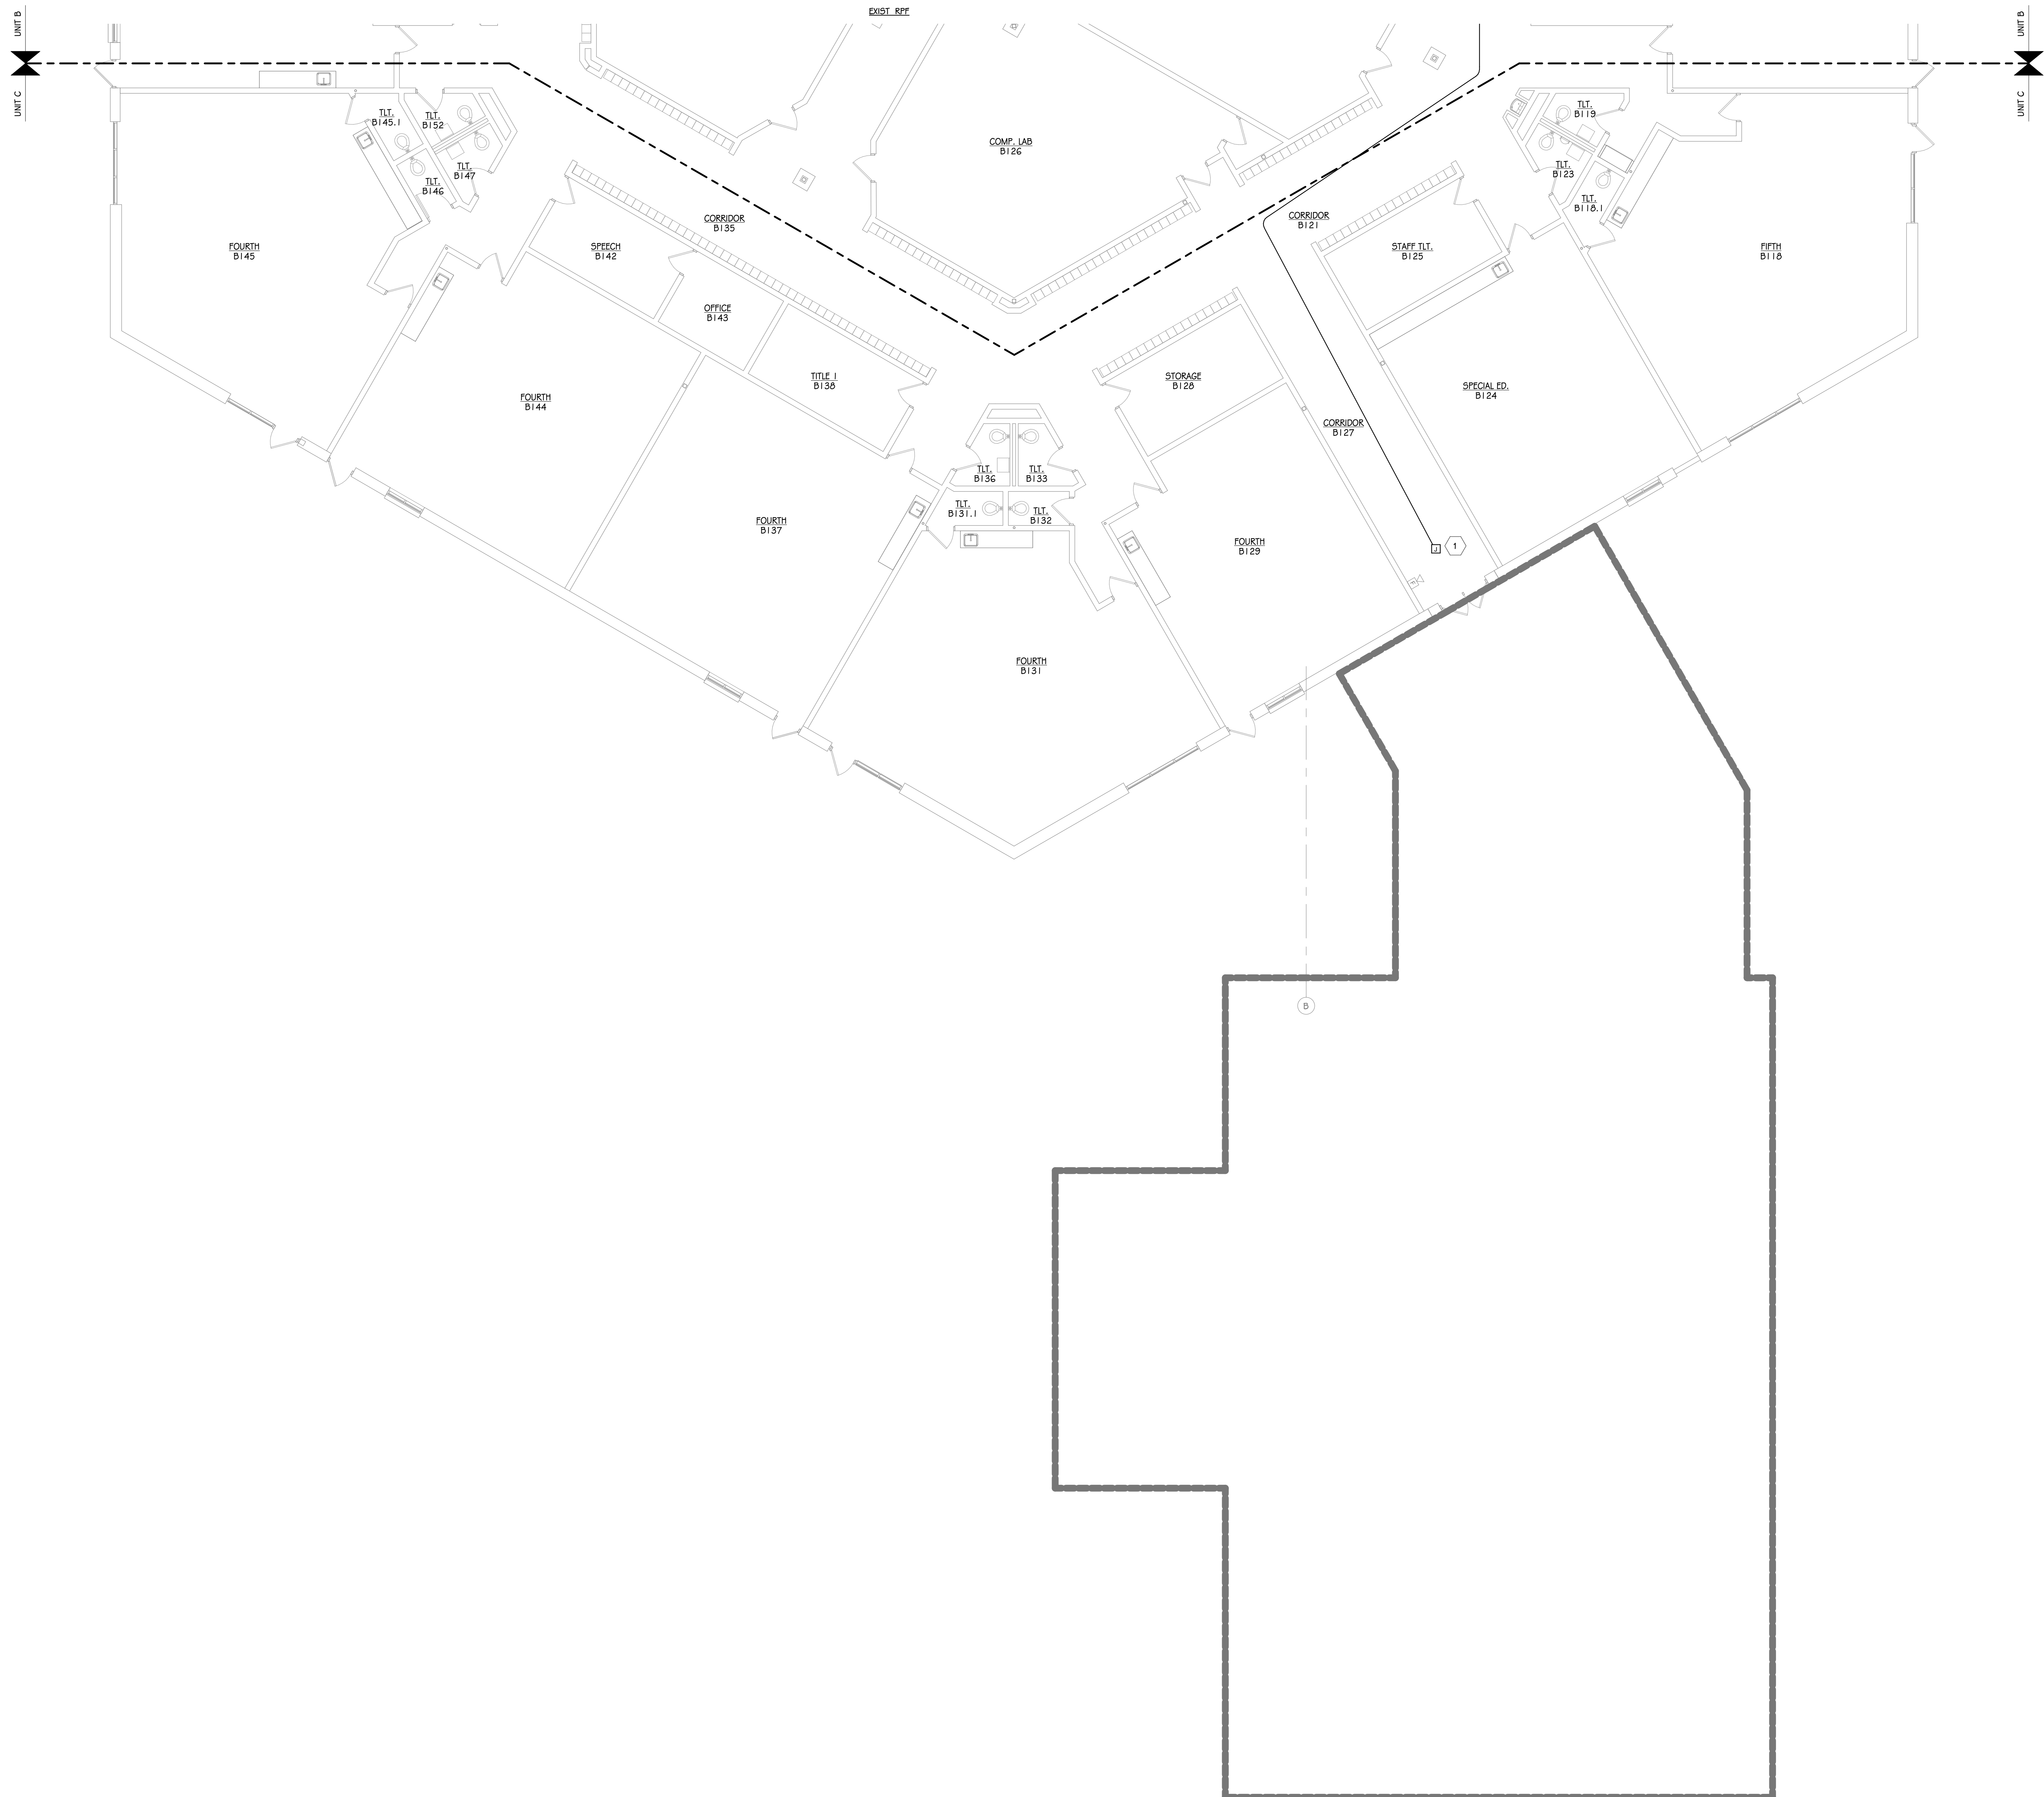 EXIST RPF
UNIT B
UNIT C
UNIT B
UNIT C
TLT.
B145.1
TLT.
B152
TLT.
B147
TLT.
B146
TLT.
B119
TLT.
B123
TLT.
B118.1
COMP. LAB
B126
CORRIDOR
B135
CORRIDOR
B121
FOURTH
B145
SPEECH
B142
STAFF TLT.
B125
FIFTH
B118
OFFICE
B143
TITLE I
B138
STORAGE
B128
SPECIAL ED.
B124
FOURTH
B144
CORRIDOR
B127
TLT.
B136
TLT.
B133
TLT.
B131.1
TLT.
B132
FOURTH
B137
FOURTH
B129
J
1
FOURTH
B131
B